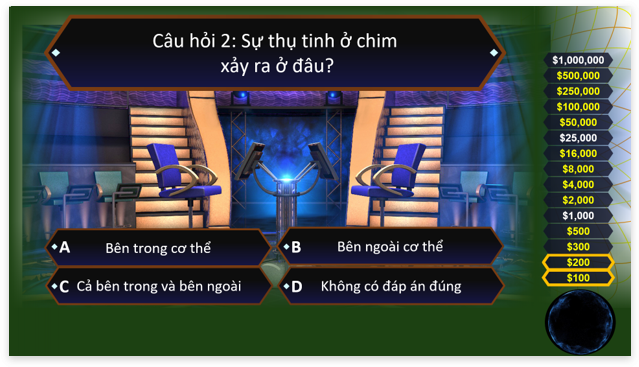 Câu hỏi 2: Sự thụ tinh ở chim
xảy ra ở đâu?
A Bên trong cơ thể
B Bên ngoài cơ thể
C Cả bên trong và bên ngoài
D Không có đáp án đúng
$1,000,000
$500,000
$250,000
$100,000
$50,000
$25,000
$16,000
$8,000
$4,000
$2,000
$1,000
$500
$300
$200
$100